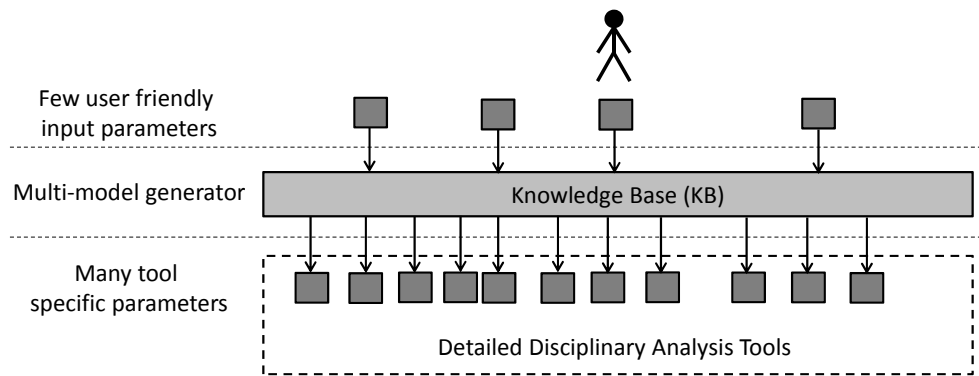 Few user friendly
input parameters
Multi-model generator
Knowledge Base (KB)
Many tool
specific parameters
Detailed Disciplinary Analysis Tools